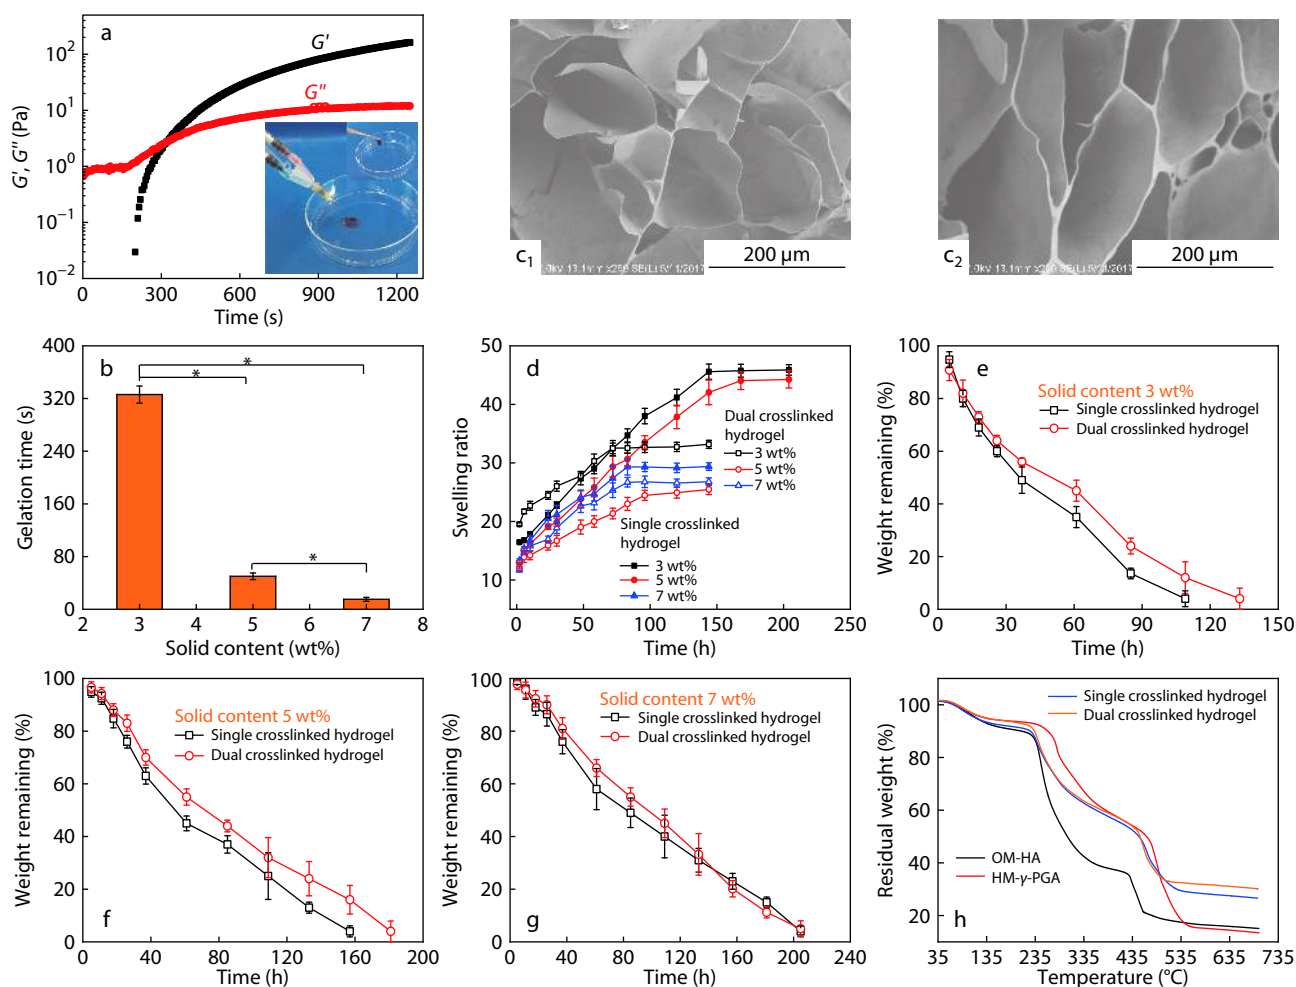 a
G′
G″
G′, G″ (Pa)
10²
10¹
10⁰
10⁻¹
10⁻²
0 300 600 900 1200
Time (s)
c₁
200 μm
c₂
200 μm
b
Gelation time (s)
400
320
240
160
80
0
* * *
2 3 4 5 6 7 8
Solid content (wt%)
d
Swelling ratio
50
40
30
20
10
Dual crosslinked
hydrogel
3 wt%
5 wt%
7 wt%
Single crosslinked
hydrogel
3 wt%
5 wt%
7 wt%
0 50 100 150 200 250
Time (h)
e
Weight remaining (%)
100
80
60
40
20
0
Solid content 3 wt%
Single crosslinked hydrogel
Dual crosslinked hydrogel
0 30 60 90 120 150
Time (h)
f
Weight remaining (%)
100
80
60
40
20
0
Solid content 5 wt%
Single crosslinked hydrogel
Dual crosslinked hydrogel
0 40 80 120 160 200
Time (h)
g
Weight remaining (%)
100
80
60
40
20
0
Solid content 7 wt%
Single crosslinked hydrogel
Dual crosslinked hydrogel
0 40 80 120 160 200 240
Time (h)
h
Residual weight (%)
100
80
60
40
20
Single crosslinked hydrogel
Dual crosslinked hydrogel
OM-HA
HM-γ-PGA
35 135 235 335 435 535 635 735
Temperature (°C)